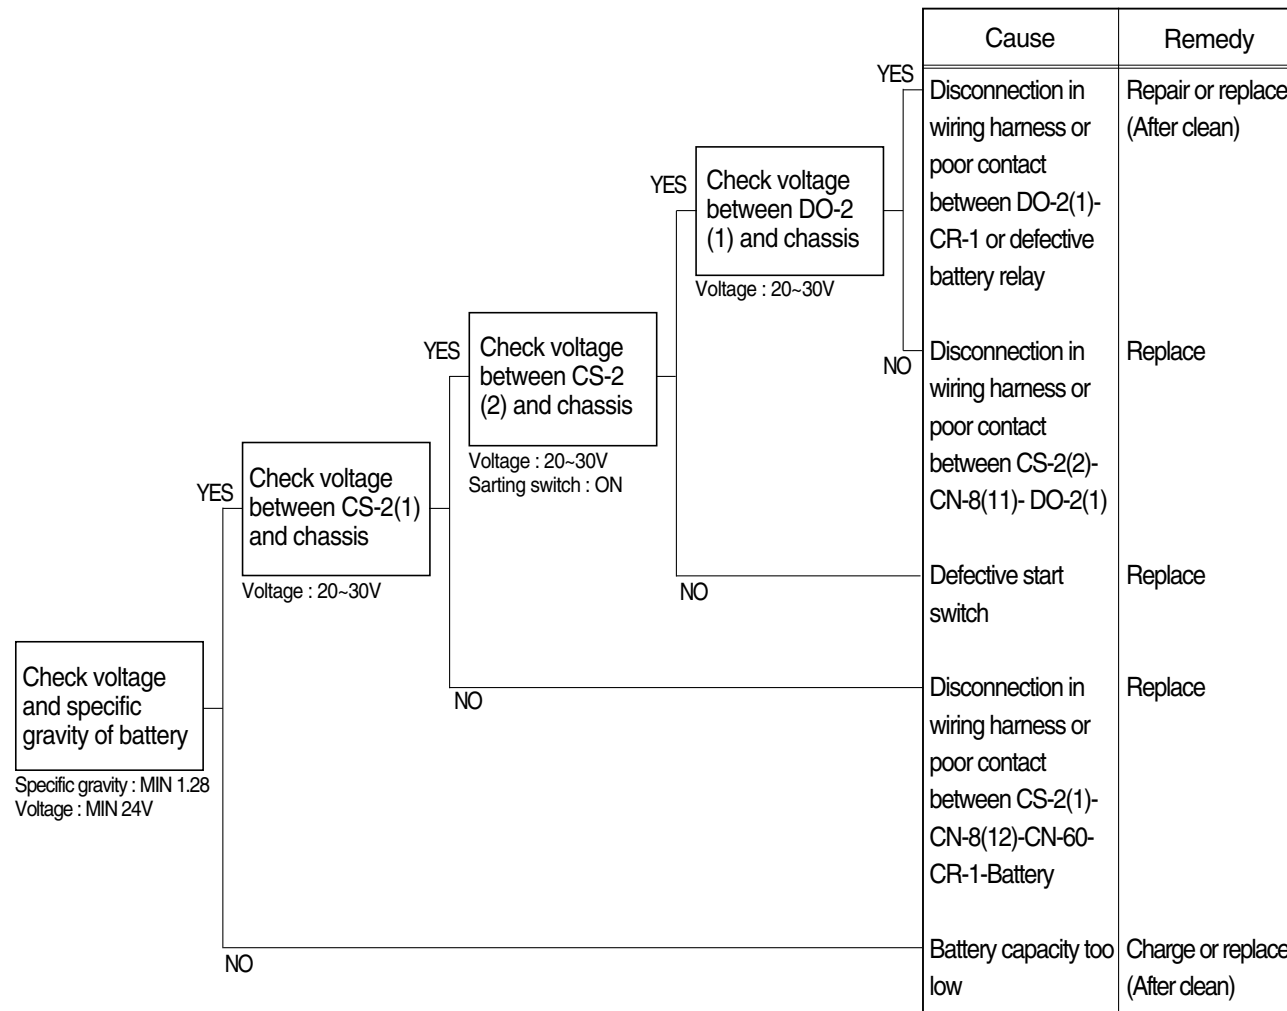 Cause
Remedy
YES
Disconnection in
wiring harness or
poor contact
between DO-2(1)-
CR-1 or defective
battery relay
Repair or replace
(After clean)
YES
Check voltage
between DO-2
(1) and chassis
Voltage : 20~30V
NO
Disconnection in
wiring harness or
poor contact
between CS-2(2)-
CN-8(11)- DO-2(1)
Replace
YES
Check voltage
between CS-2
(2) and chassis
Voltage : 20~30V
Sarting switch : ON
NO
Defective start
switch
Replace
YES
Check voltage
between CS-2(1)
and chassis
Voltage : 20~30V
NO
Disconnection in
wiring harness or
poor contact
between CS-2(1)-
CN-8(12)-CN-60-
CR-1-Battery
Replace
Check voltage
and specific
gravity of battery
Specific gravity : MIN 1.28
Voltage : MIN 24V
NO
Battery capacity too
low
Charge or replace
(After clean)